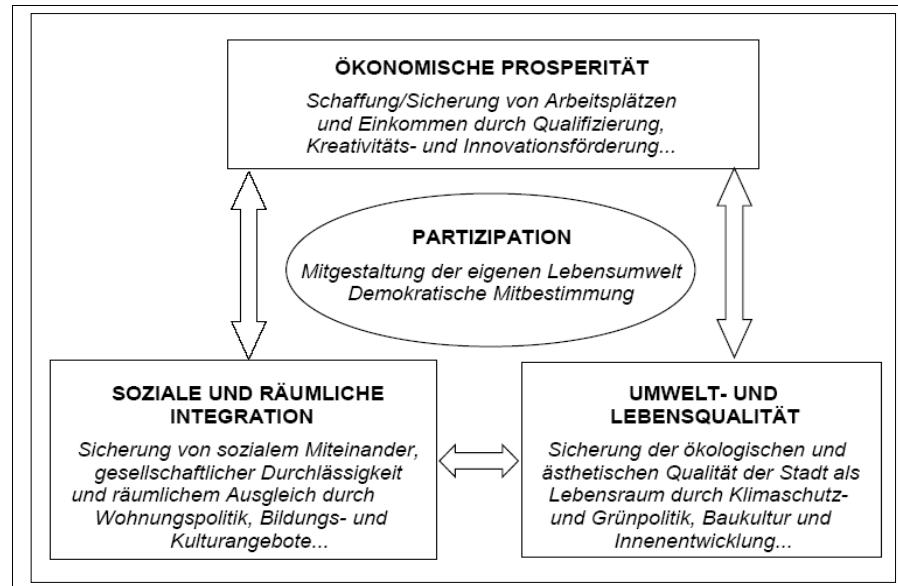 ÖKONOMISCHE PROSPERITÄT
Schaffung/Sicherung von Arbeitsplätzen
und Einkommen durch Qualifizierung,
Kreativitäts- und Innovationsförderung...
PARTIZIPATION
Mitgestaltung der eigenen Lebensumwelt
Demokratische Mitbestimmung
SOZIALE UND RÄUMLICHE
INTEGRATION
Sicherung von sozialem Miteinander,
gesellschaftlicher Durchlässigkeit
und räumlichem Ausgleich durch
Wohnungspolitik, Bildungs- und
Kulturangebote...
UMWELT- UND
LEBENSQUALITÄT
Sicherung der ökologischen und
ästhetischen Qualität der Stadt als
Lebensraum durch Klimaschutz-
und Grünpolitik, Baukultur und
Innenentwicklung...